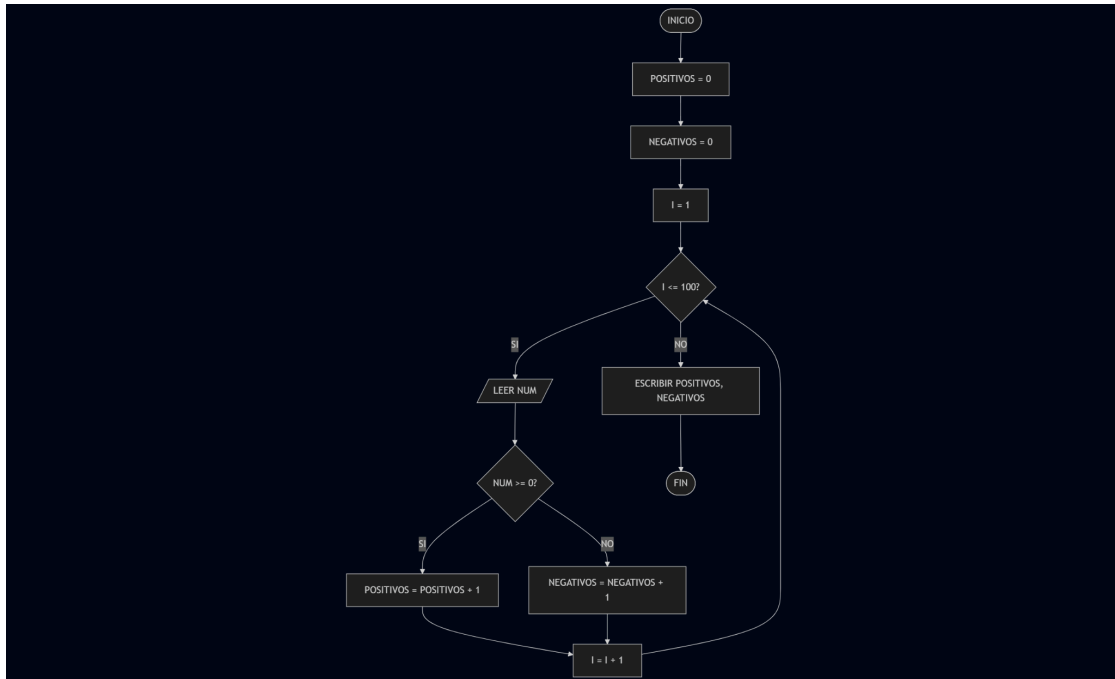 INICIO
POSITIVOS = 0
NEGATIVOS = 0
I = 1
I <= 100?
SI
NO
LEER NUM
ESCRIBIR POSITIVOS,
NEGATIVOS
NUM >= 0?
FIN
SI
NO
POSITIVOS = POSITIVOS + 1
NEGATIVOS = NEGATIVOS +
1
I = I + 1